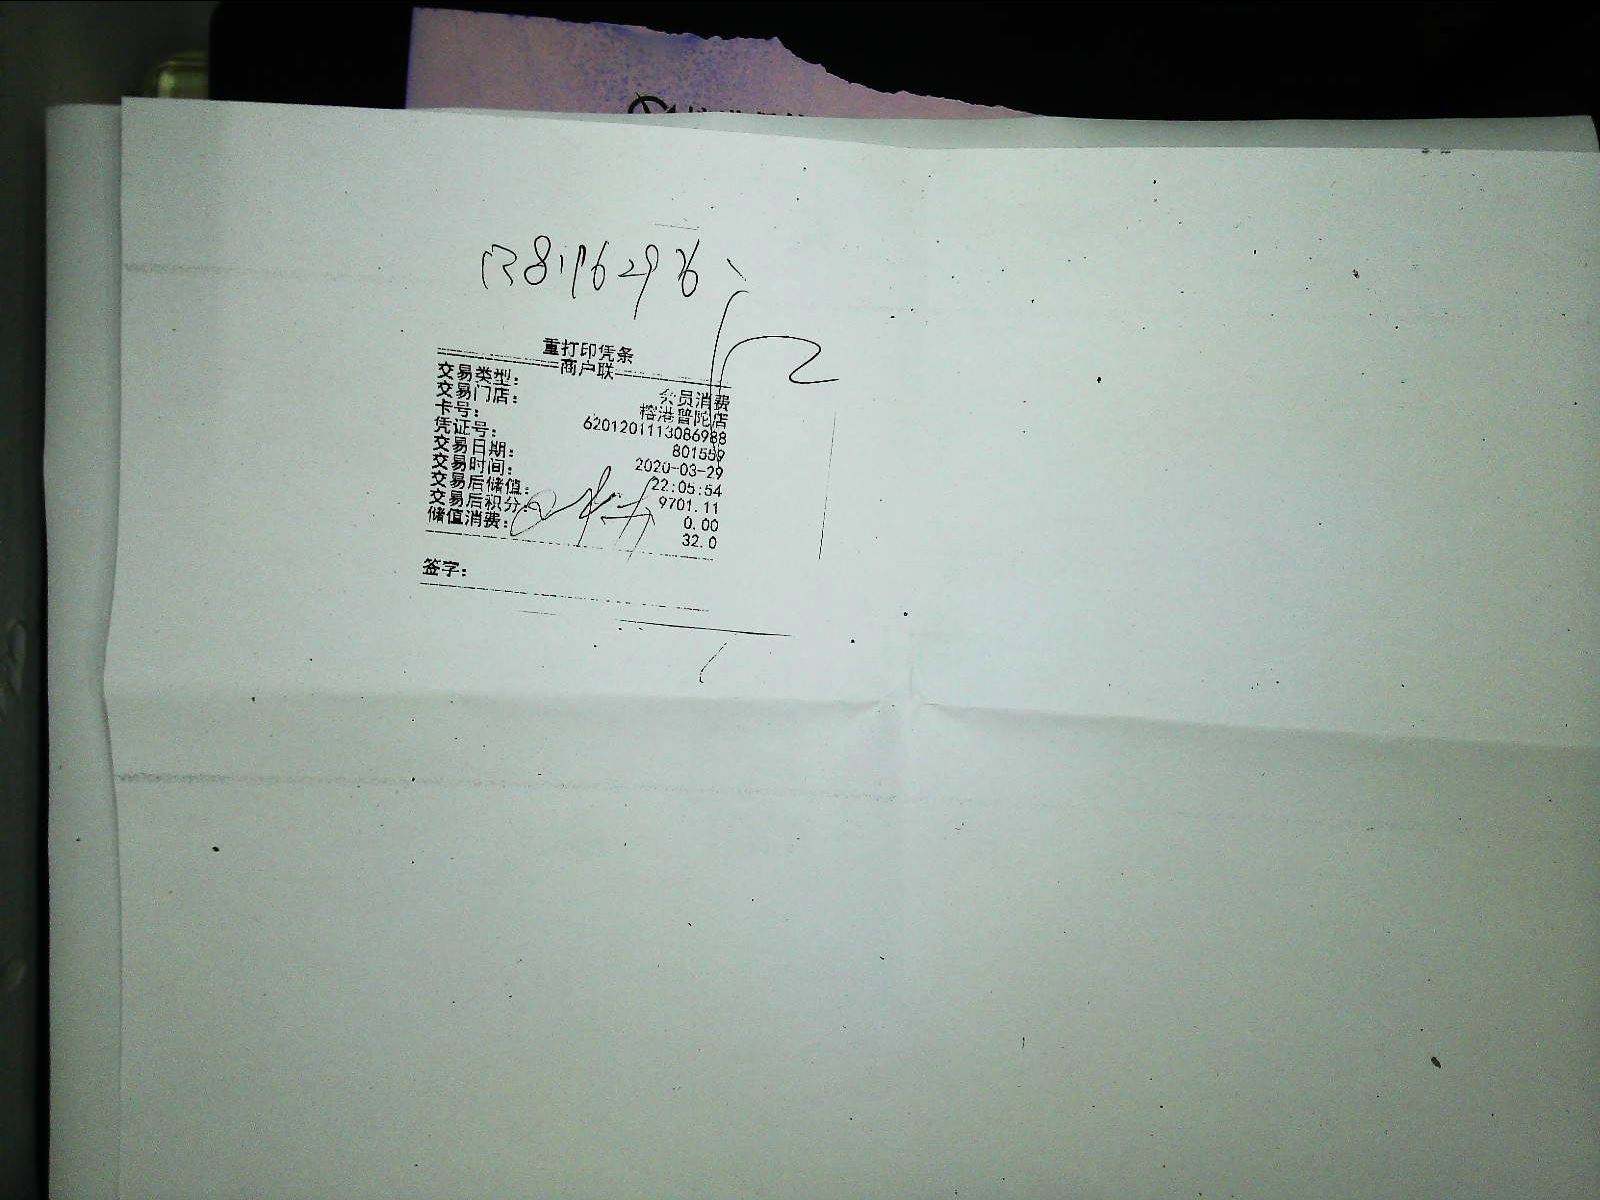 重打印凭条
商户联
交易类型： 会员消费
交易门店： 榕港普陀店
卡号： 6201201113086988
凭证号： 801559
交易日期： 2020-03-29
交易时间： 22:05:54
交易后储值： 9701.11
交易后积分： 0.00
储值消费： 32.0
签字：